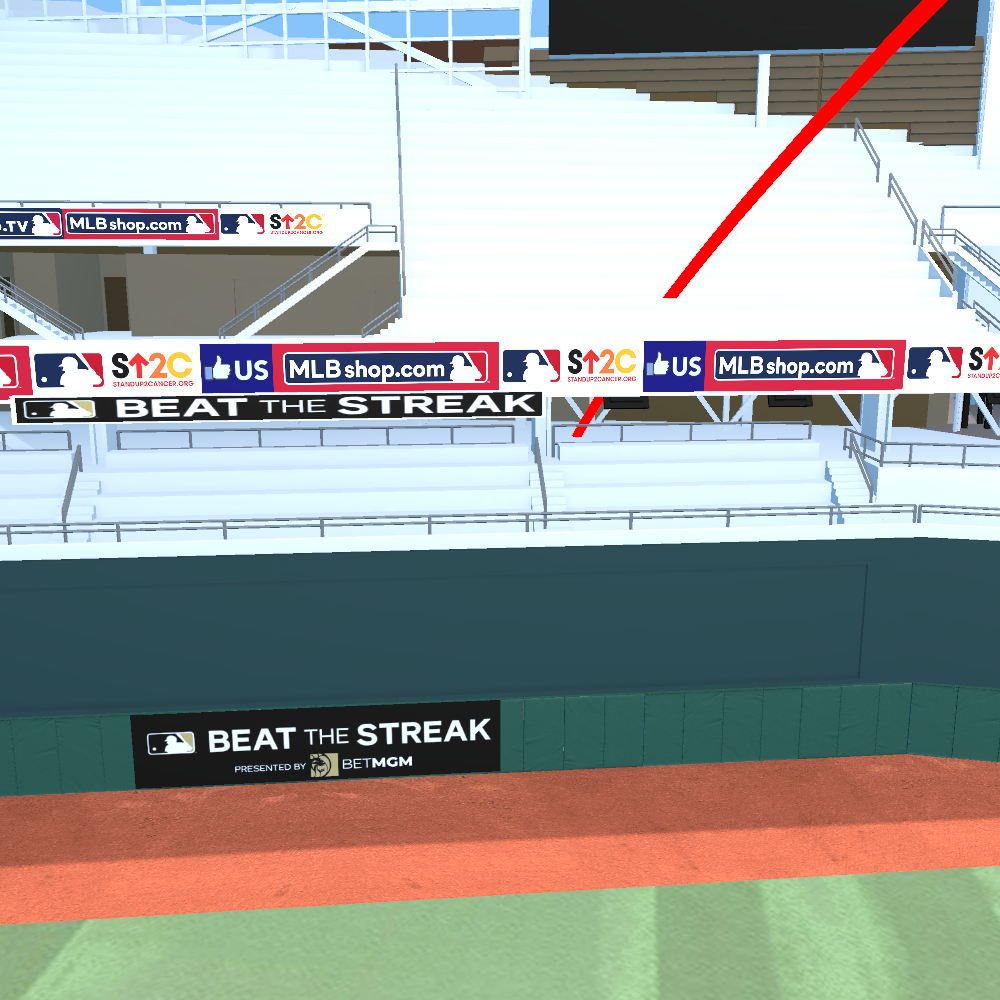 .TV MLBshop.com S↑2C
STANDUP2CANCER.ORG
S↑2C US MLBshop.com S↑2C US MLBshop.com
STANDUP2CANCER.ORG STANDUP2CANCER.ORG
BEAT THE STREAK
BEAT THE STREAK
PRESENTED BY BETMGM